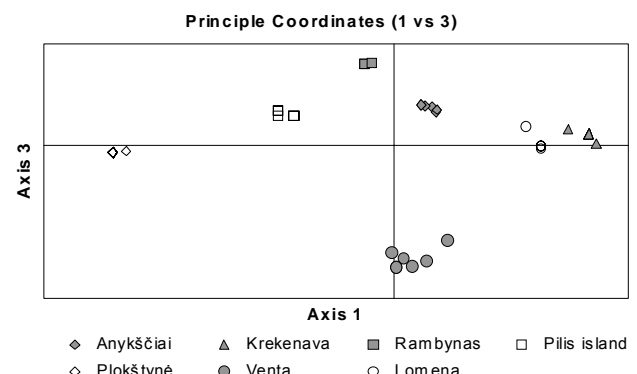 Principle Coordinates (1 vs 3)
Axis 3
Axis 1
Anykščiai Krekenava Rambynas Pilis island
Plokštynė Venta Lomena